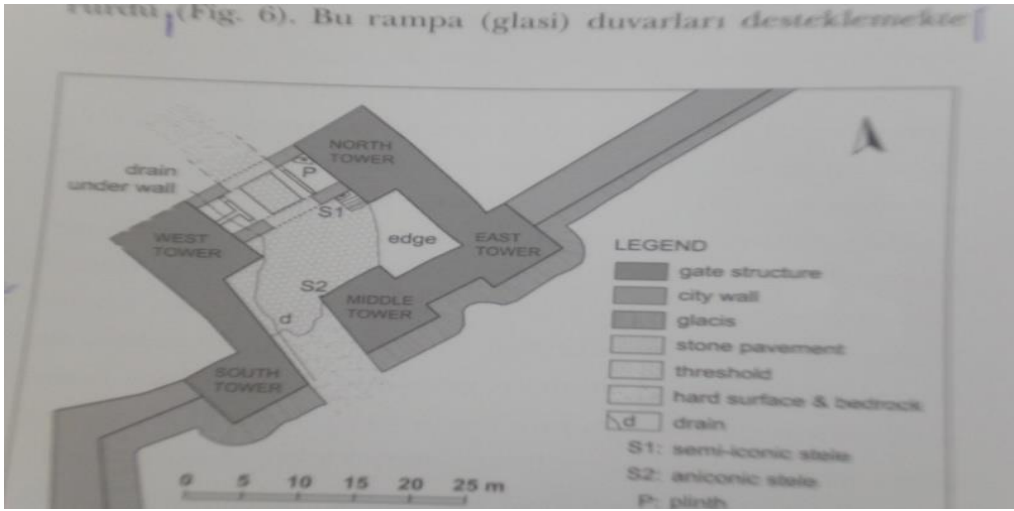 (Fig. 6). Bu rampa (glasi) duvarları desteklemekte
NORTH
TOWER
drain
under wall
P
S1
WEST
TOWER
edge
EAST
TOWER
S2
MIDDLE
TOWER
d
SOUTH
TOWER
LEGEND
gate structure
city wall
glacis
stone pavement
threshold
hard surface & bedrock
d drain
S1: semi-iconic stele
S2: aniconic stele
P: plinth
0 5 10 15 20 25 m